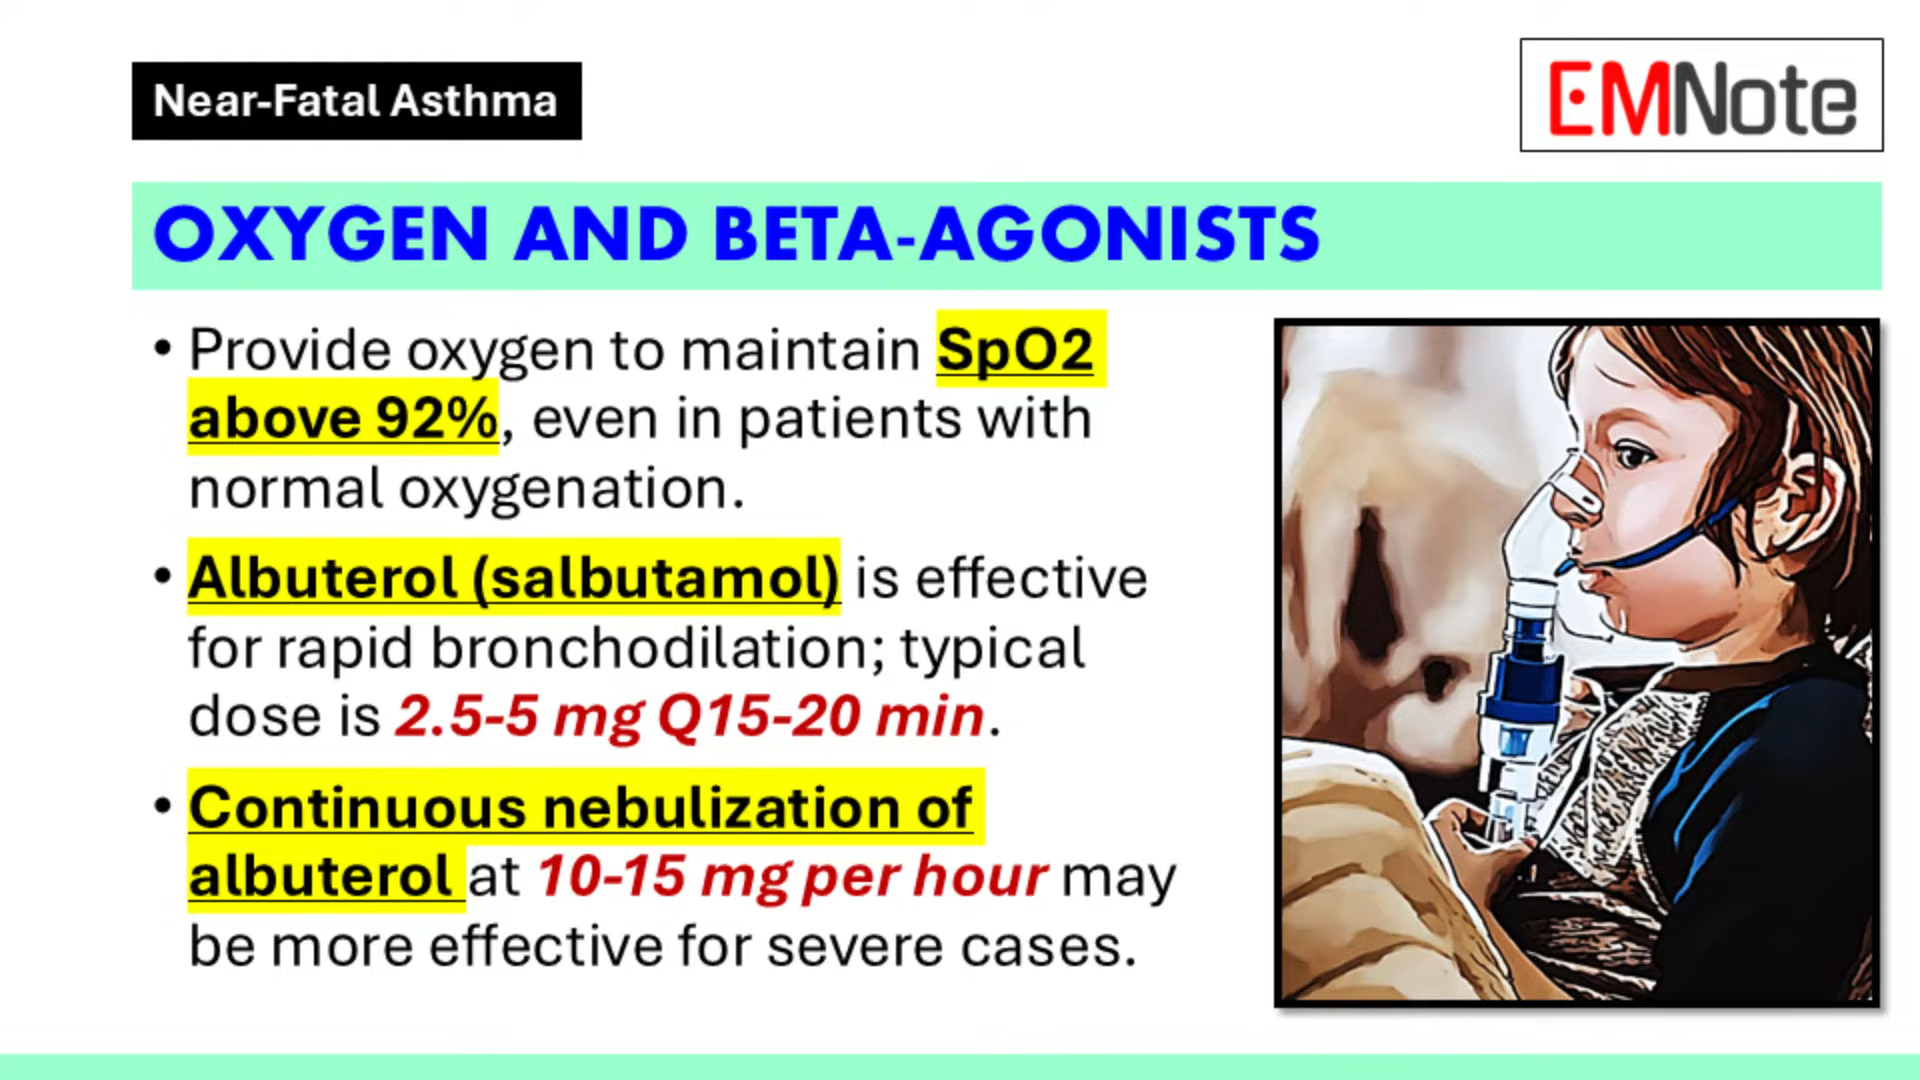 Near-Fatal Asthma
EMNote
OXYGEN AND BETA-AGONISTS
• Provide oxygen to maintain SpO2
above 92%, even in patients with
normal oxygenation.
• Albuterol (salbutamol) is effective
for rapid bronchodilation; typical
dose is 2.5-5 mg Q15-20 min.
• Continuous nebulization of
albuterol at 10-15 mg per hour may
be more effective for severe cases.